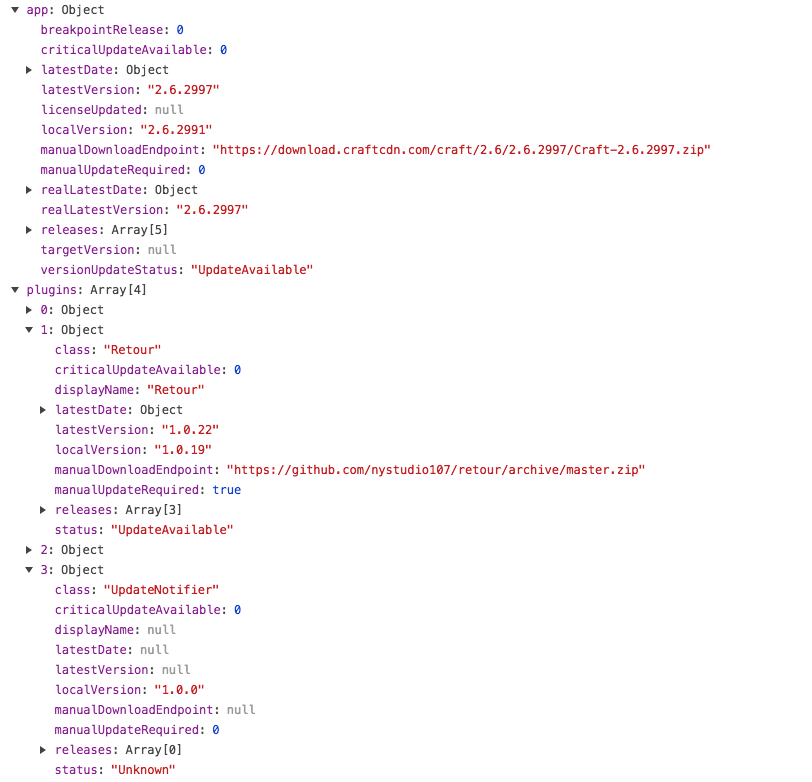 ▼ app: Object
breakpointRelease: 0
criticalUpdateAvailable: 0
▶ latestDate: Object
latestVersion: "2.6.2997"
licenseUpdated: null
localVersion: "2.6.2991"
manualDownloadEndpoint: "https://download.craftcdn.com/craft/2.6/2.6.2997/Craft-2.6.2997.zip"
manualUpdateRequired: 0
▶ realLatestDate: Object
realLatestVersion: "2.6.2997"
▶ releases: Array[5]
targetVersion: null
versionUpdateStatus: "UpdateAvailable"
▼ plugins: Array[4]
▶ 0: Object
▼ 1: Object
class: "Retour"
criticalUpdateAvailable: 0
displayName: "Retour"
▶ latestDate: Object
latestVersion: "1.0.22"
localVersion: "1.0.19"
manualDownloadEndpoint: "https://github.com/nystudio107/retour/archive/master.zip"
manualUpdateRequired: true
▶ releases: Array[3]
status: "UpdateAvailable"
▶ 2: Object
▼ 3: Object
class: "UpdateNotifier"
criticalUpdateAvailable: 0
displayName: null
latestDate: null
latestVersion: null
localVersion: "1.0.0"
manualDownloadEndpoint: null
manualUpdateRequired: 0
▶ releases: Array[0]
status: "Unknown"